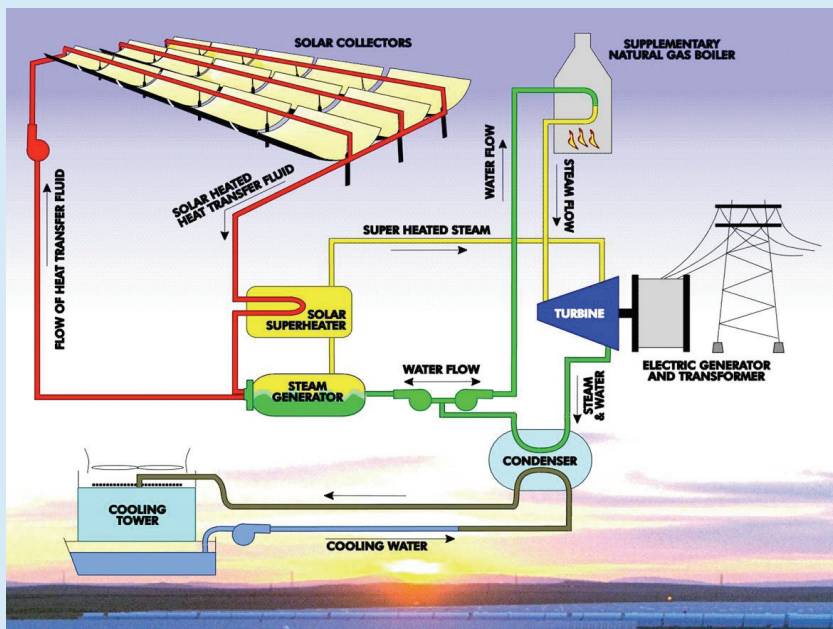 SOLAR COLLECTORS
SUPPLEMENTARY
NATURAL GAS BOILER
FLOW OF HEAT TRANSFER FLUID
SOLAR HEATED
HEAT TRANSFER FLUID
WATER FLOW
STEAM FLOW
SUPER HEATED STEAM
SOLAR
SUPERHEATER
TURBINE
ELECTRIC GENERATOR
AND TRANSFORMER
STEAM
GENERATOR
WATER FLOW
STEAM
& WATER
CONDENSER
COOLING
TOWER
COOLING WATER